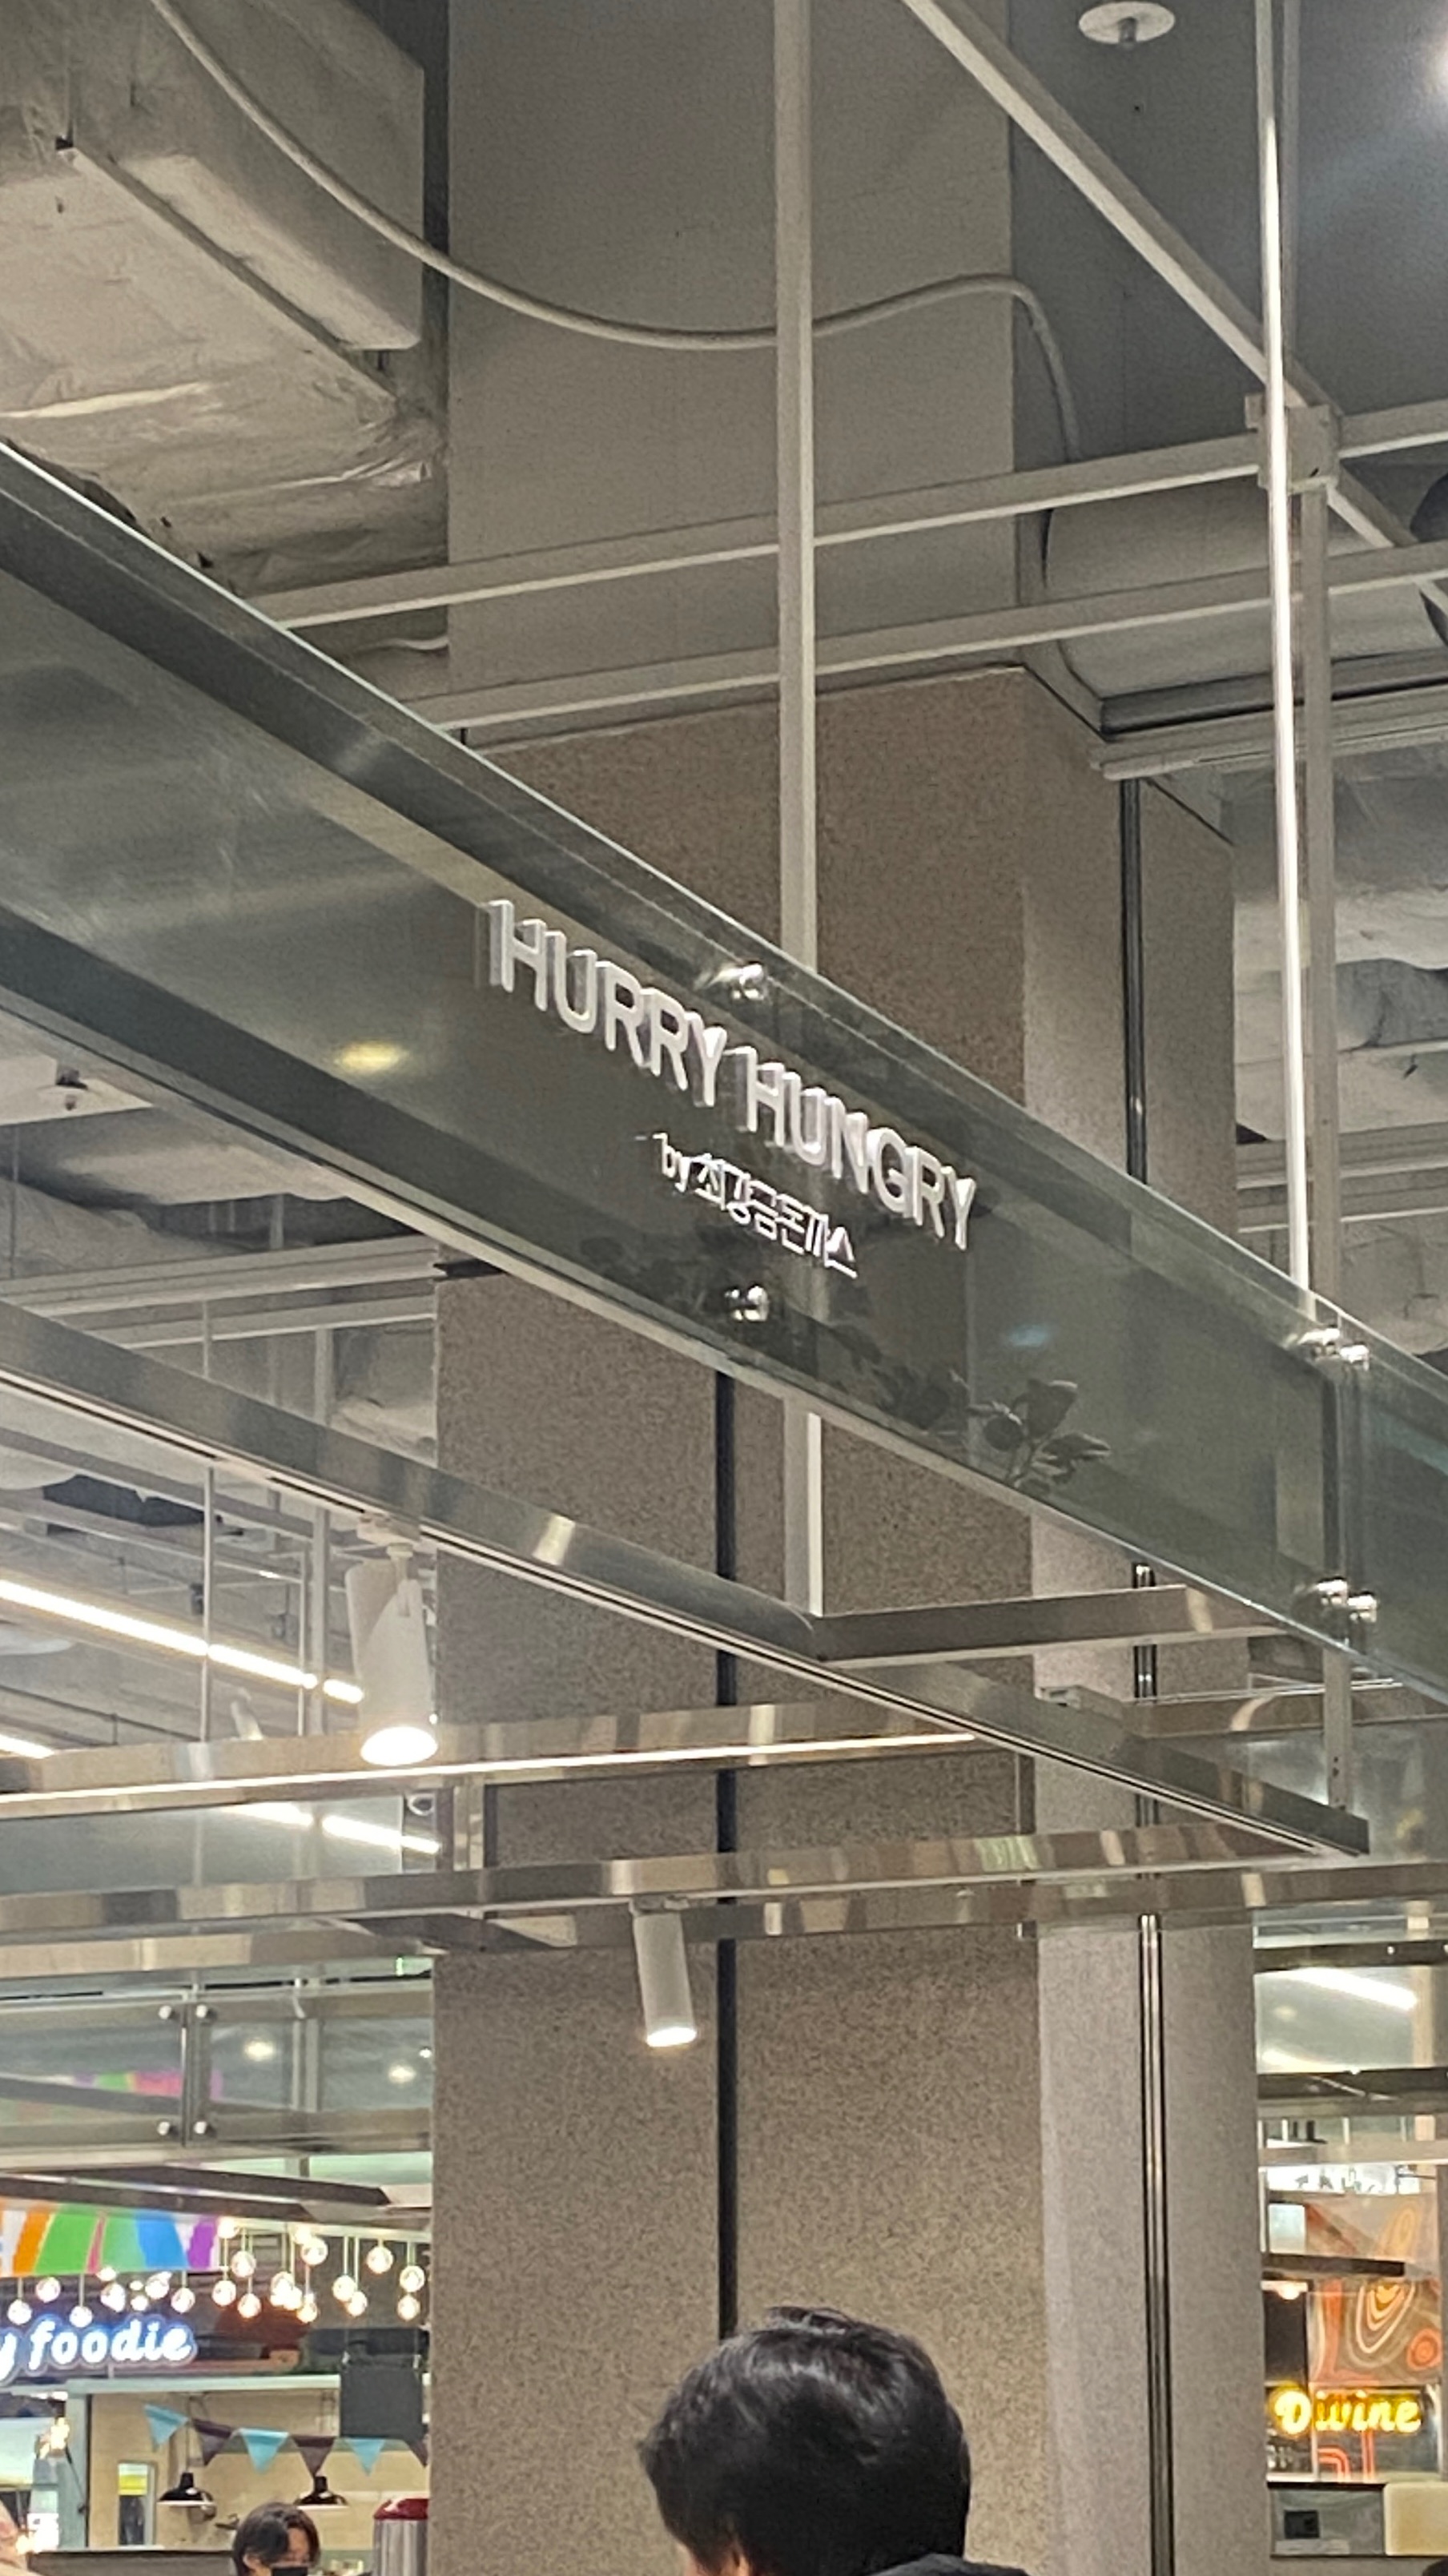 HURRY HUNGRY
by 최강금돈까스
foodie
Divine